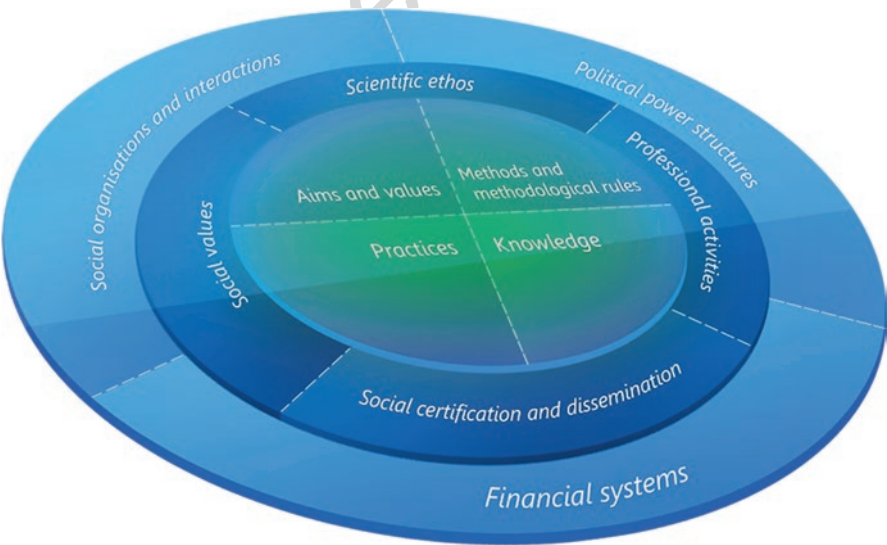 Social organisations and interactions
Scientific ethos
Political power structures
Professional activities
Aims and values
Methods and
methodological rules
Social values
Practices
Knowledge
Social certification and dissemination
Financial systems